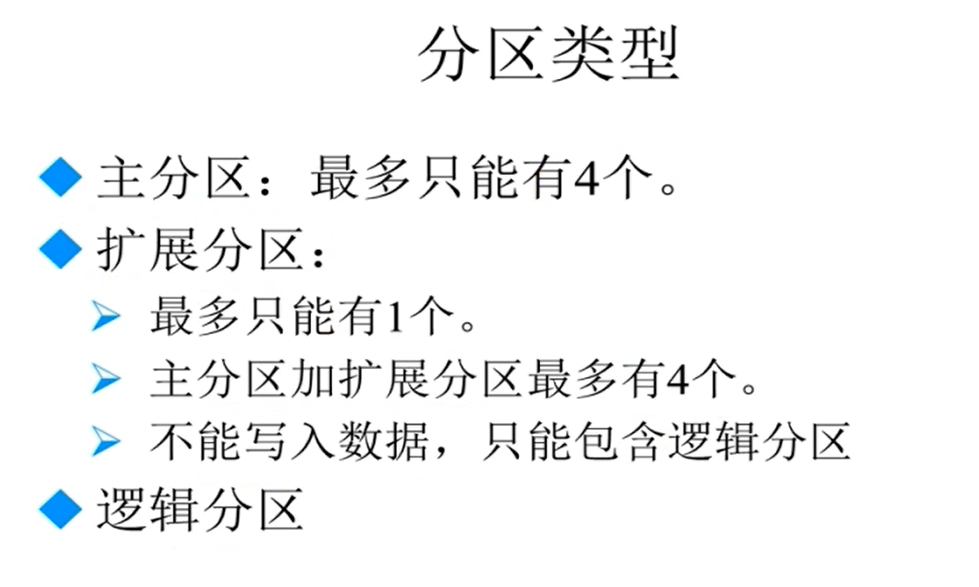 分区类型
主分区：最多只能有4个。
扩展分区：
最多只能有1个。
主分区加扩展分区最多有4个。
不能写入数据，只能包含逻辑分区
逻辑分区